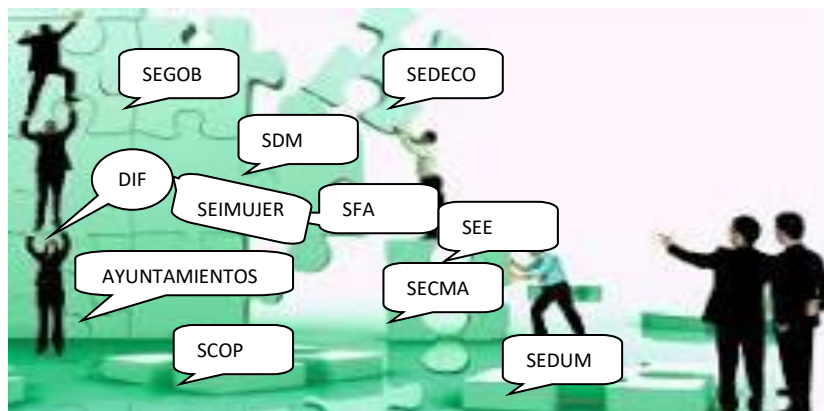 SEGOB
SEDECO
SDM
DIF
SEIMUJER
SFA
SEE
AYUNTAMIENTOS
SECMA
SCOP
SEDUM